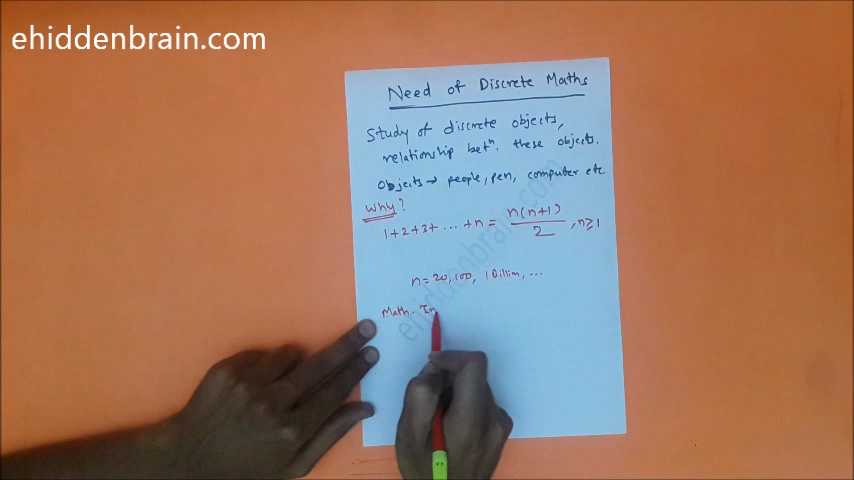 ehiddenbrain.com
Need of Discrete Maths
Study of discrete objects,
relationship betⁿ. these objects.
Objects → people, pen, computer etc
Why?
1+2+3+ ... +n = n(n+1)/2, n≥1
n=20, 100, 1 Billion, ...
Math. In
ehiddenbrain.com